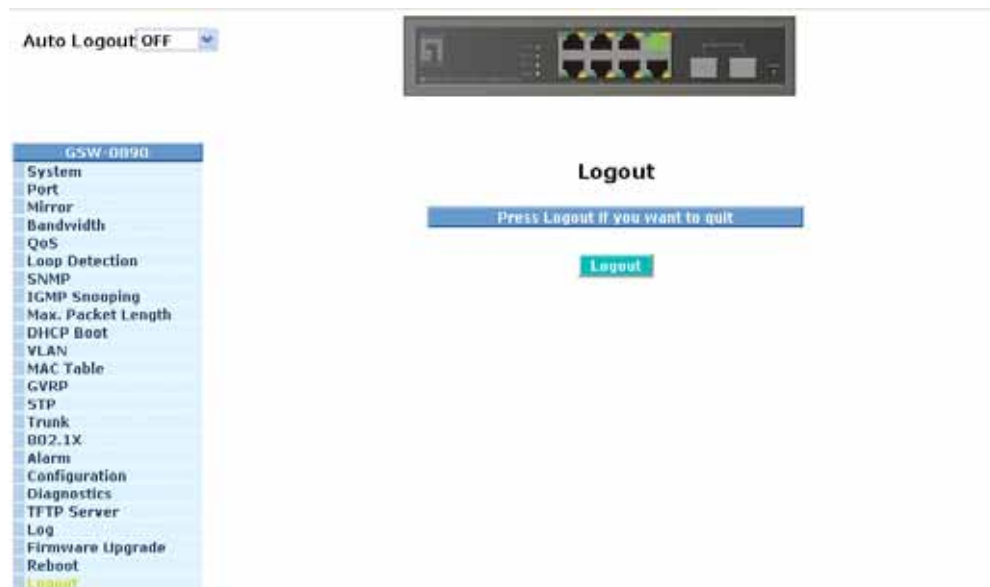 Auto Logout OFF
GSW-0890
System
Port
Mirror
Bandwidth
QoS
Loop Detection
SNMP
IGMP Snooping
Max. Packet Length
DHCP Boot
VLAN
MAC Table
GVRP
STP
Trunk
802.1X
Alarm
Configuration
Diagnostics
TFTP Server
Log
Firmware Upgrade
Reboot
Logout
Logout
Press Logout if you want to quit
Logout